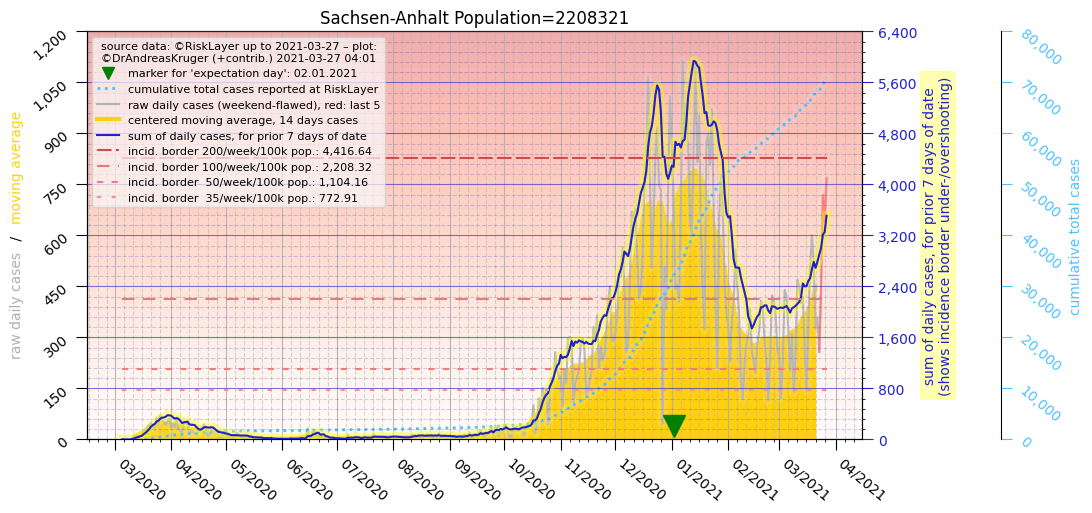 Sachsen-Anhalt Population=2208321
source data: ©RiskLayer up to 2021-03-27 – plot:
©DrAndreasKruger (+contrib.) 2021-03-27 04:01
marker for 'expectation day': 02.01.2021
cumulative total cases reported at RiskLayer
raw daily cases (weekend-flawed), red: last 5
centered moving average, 14 days cases
sum of daily cases, for prior 7 days of date
incid. border 200/week/100k pop.: 4,416.64
incid. border 100/week/100k pop.: 2,208.32
incid. border  50/week/100k pop.: 1,104.16
incid. border  35/week/100k pop.: 772.91
raw daily cases / moving average
1,200
1,050
900
750
600
450
300
150
0
03/2020
04/2020
05/2020
06/2020
07/2020
08/2020
09/2020
10/2020
11/2020
12/2020
01/2021
02/2021
03/2021
04/2021
6,400
5,600
4,800
4,000
3,200
2,400
1,600
800
0
sum of daily cases, for prior 7 days of date
(shows incidence border under-/overshooting)
80,000
70,000
60,000
50,000
40,000
30,000
20,000
10,000
0
cumulative total cases